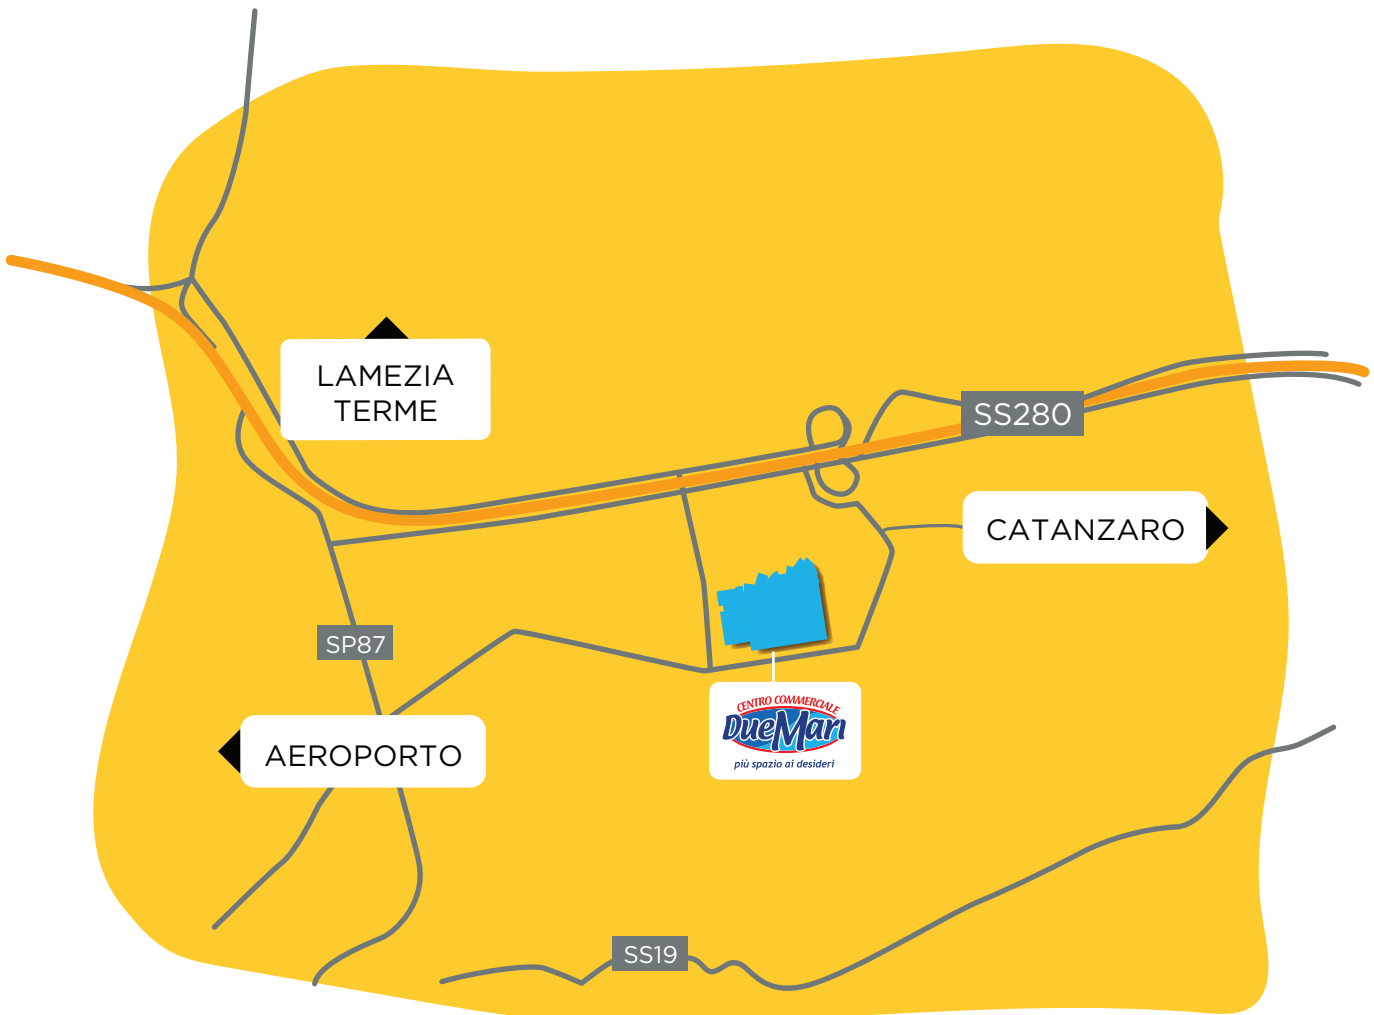 LAMEZIA
TERME
SS280
CATANZARO
SP87
CENTRO COMMERCIALE
DueMari
più spazio ai desideri
AEROPORTO
SS19